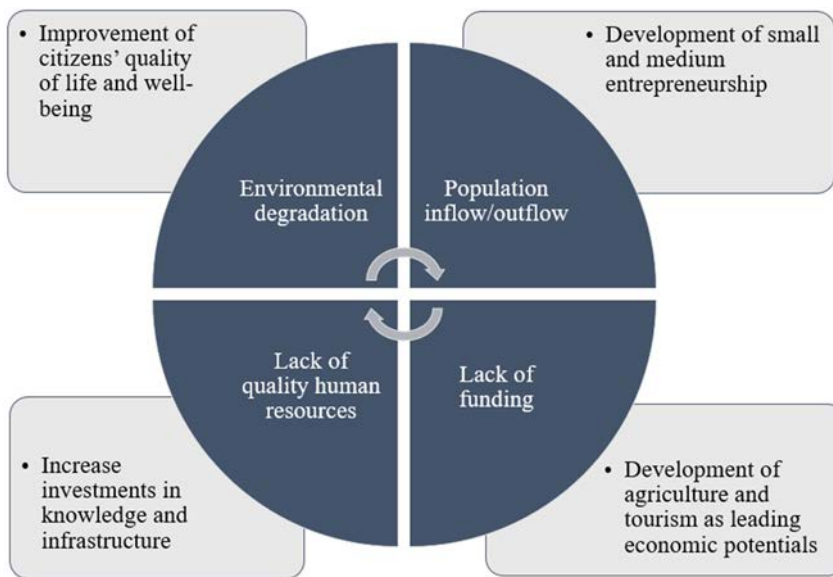 • Improvement of
citizens’ quality
of life and well-
being
• Development of small
and medium
entrepreneurship
Environmental
degradation
Population
inflow/outflow
Lack of
quality human
resources
Lack of
funding
• Increase
investments in
knowledge and
infrastructure
• Development of
agriculture and
tourism as leading
economic potentials